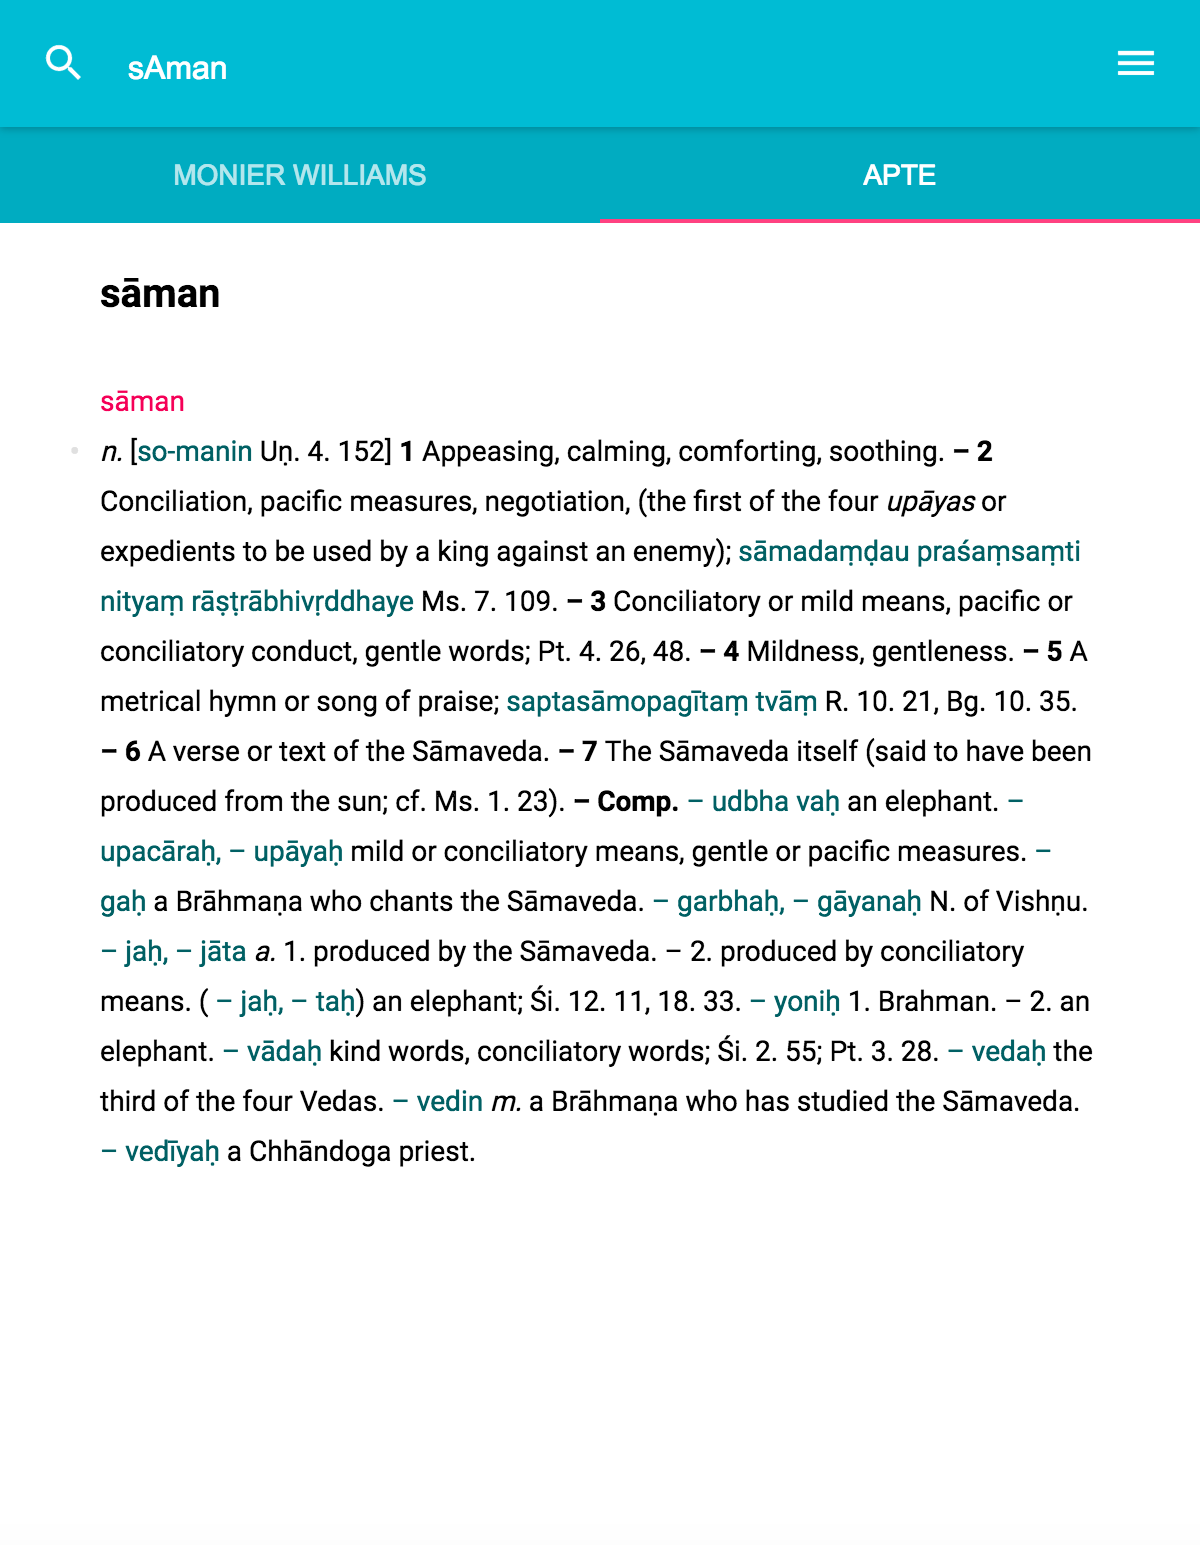 sAman
MONIER WILLIAMS
APTE
sāman
sāman
n. [so-manin Uṇ. 4. 152] 1 Appeasing, calming, comforting, soothing. – 2
Conciliation, pacific measures, negotiation, (the first of the four upāyas or
expedients to be used by a king against an enemy); sāmadaṃḍau praśaṃsaṃti
nityaṃ rāṣṭrābhivṛddhaye Ms. 7. 109. – 3 Conciliatory or mild means, pacific or
conciliatory conduct, gentle words; Pt. 4. 26, 48. – 4 Mildness, gentleness. – 5 A
metrical hymn or song of praise; saptasāmopagītaṃ tvāṃ R. 10. 21, Bg. 10. 35.
– 6 A verse or text of the Sāmaveda. – 7 The Sāmaveda itself (said to have been
produced from the sun; cf. Ms. 1. 23). – Comp. – udbha vaḥ an elephant. –
upacāraḥ, – upāyaḥ mild or conciliatory means, gentle or pacific measures. –
gaḥ a Brāhmaṇa who chants the Sāmaveda. – garbhaḥ, – gāyanaḥ N. of Vishṇu.
– jaḥ, – jāta a. 1. produced by the Sāmaveda. – 2. produced by conciliatory
means. ( – jaḥ, – taḥ) an elephant; Śi. 12. 11, 18. 33. – yoniḥ 1. Brahman. – 2. an
elephant. – vādaḥ kind words, conciliatory words; Śi. 2. 55; Pt. 3. 28. – vedaḥ the
third of the four Vedas. – vedin m. a Brāhmaṇa who has studied the Sāmaveda.
– vedīyaḥ a Chhāndoga priest.